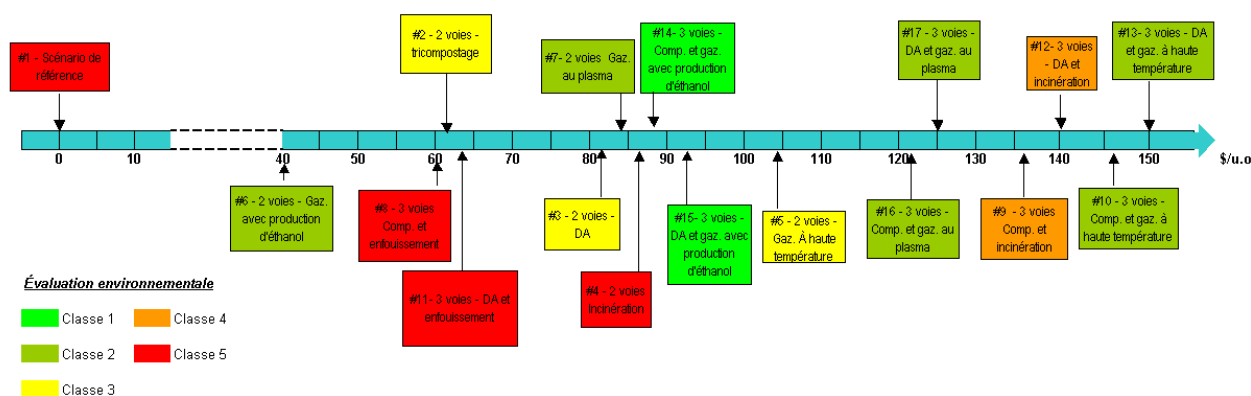 #1 - Scénario de
référence
#2 - 2 voies -
tricompostage
#7- 2 voies Gaz.
au plasma
#14- 3 voies -
Comp. et gaz.
avec production
d'éthanol
#17 - 3 voies -
DA et gaz. au
plasma
#12- 3 voies
- DA et
incinération
#13- 3 voies - DA
et gaz. à haute
température
0
10
40
50
60
70
80
90
100
110
120
130
140
150
$/u.o
#6 - 2 voies - Gaz.
avec production
d'éthanol
#8 - 3 voies
Comp. et
enfouissement
#11- 3 voies - DA et
enfouissement
#3 - 2 voies -
DA
#4 - 2 voies
Incinération
#15- 3 voies -
DA et gaz. avec
production
d'éthanol
#5 - 2 voies -
Gaz. À haute
température
#16 - 3 voies -
Comp. et gaz. au
plasma
#9 - 3 voies
Comp. et
incinération
#10 - 3 voies -
Comp. et gaz. à
haute température
Évaluation environnementale
Classe 1
Classe 4
Classe 2
Classe 5
Classe 3